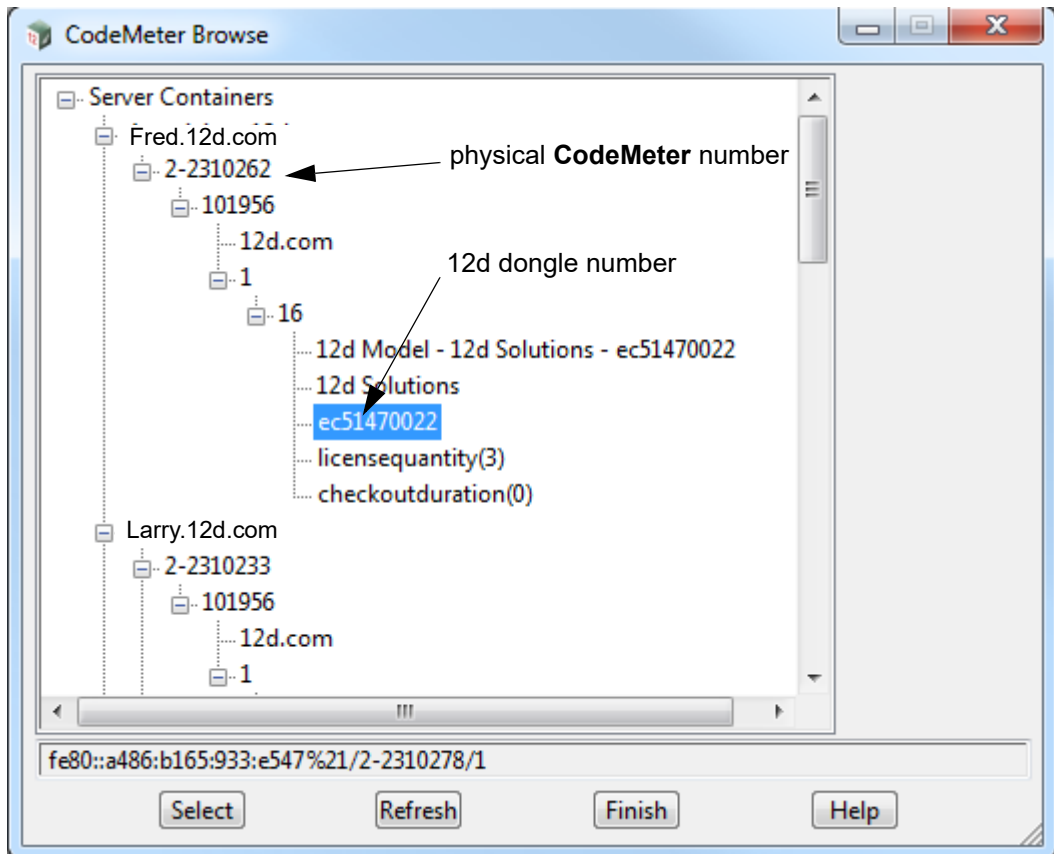 CodeMeter Browse
Server Containers
Fred.12d.com
2-2310262
physical CodeMeter number
101956
12d.com
12d dongle number
1
16
12d Model - 12d Solutions - ec51470022
12d Solutions
ec51470022
licensequantity(3)
checkoutduration(0)
Larry.12d.com
2-2310233
101956
12d.com
1
fe80::a486:b165:933:e547%21/2-2310278/1
Select Refresh Finish Help